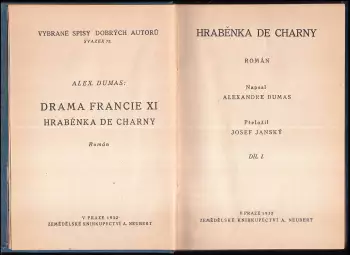 VYBRANÉ SPISY DOBRÝCH AUTORŮ
SVAZEK 73.
ALEX. DUMAS:
DRAMA FRANCIE XI
HRABĚNKA DE CHARNY
Román
V PRAZE 1932
ZEMĚDĚLSKÉ KNIHKUPECTVÍ A. NEUBERT
HRABĚNKA DE CHARNY
ROMÁN
Napsal
ALEXANDRE DUMAS
Přeložil
JOSEF JANSKÝ
DÍL I.
V PRAZE 1932
ZEMĚDĚLSKÉ KNIHKUPECTVÍ A. NEUBERT